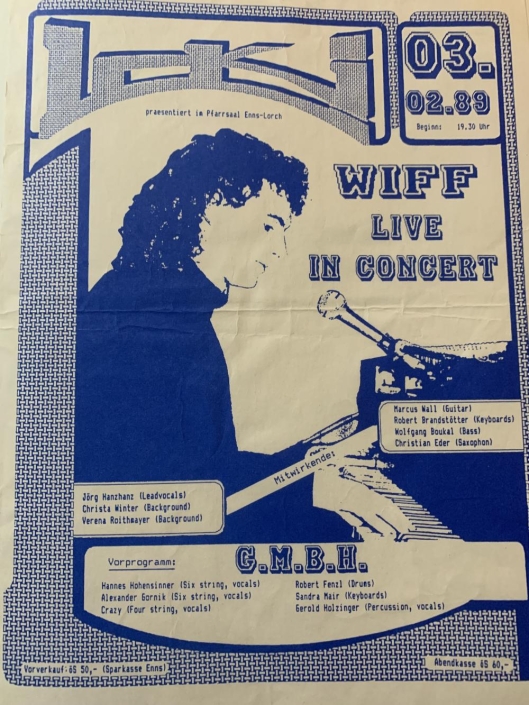 03.
02.89
Beginn: 19.30 Uhr
praesentiert im Pfarrsaal Enns-Lorch
WIFF
LIVE
IN CONCERT
Mitwirkende:
Marcus Wall (Guitar)
Robert Brandstötter (Keyboards)
Wolfgang Boukal (Bass)
Christian Eder (Saxophon)
Jörg Hanzhanz (Leadvocals)
Christa Winter (Background)
Verena Roithmayer (Background)
Vorprogramm: G.M.B.H.
Hannes Hohensinner (Six string, vocals)
Alexander Gornik (Six string, vocals)
Crazy (Four string, vocals)
Robert Fenzl (Drums)
Sandra Mair (Keyboards)
Gerold Holzinger (Percussion, vocals)
Vorverkauf: öS 50,- (Sparkasse Enns)
Abendkasse öS 60,-